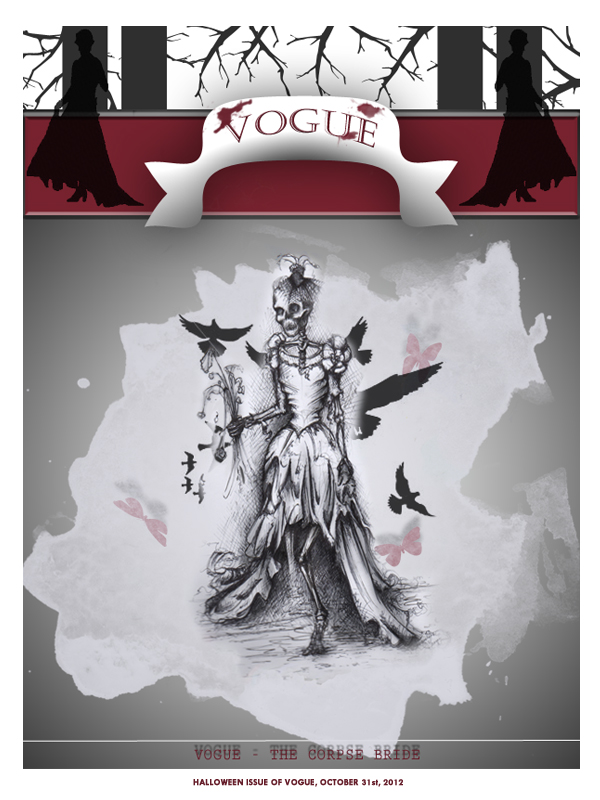 VOGUE
VOGUE - THE CORPSE BRIDE
HALLOWEEN ISSUE OF VOGUE, OCTOBER 31st, 2012